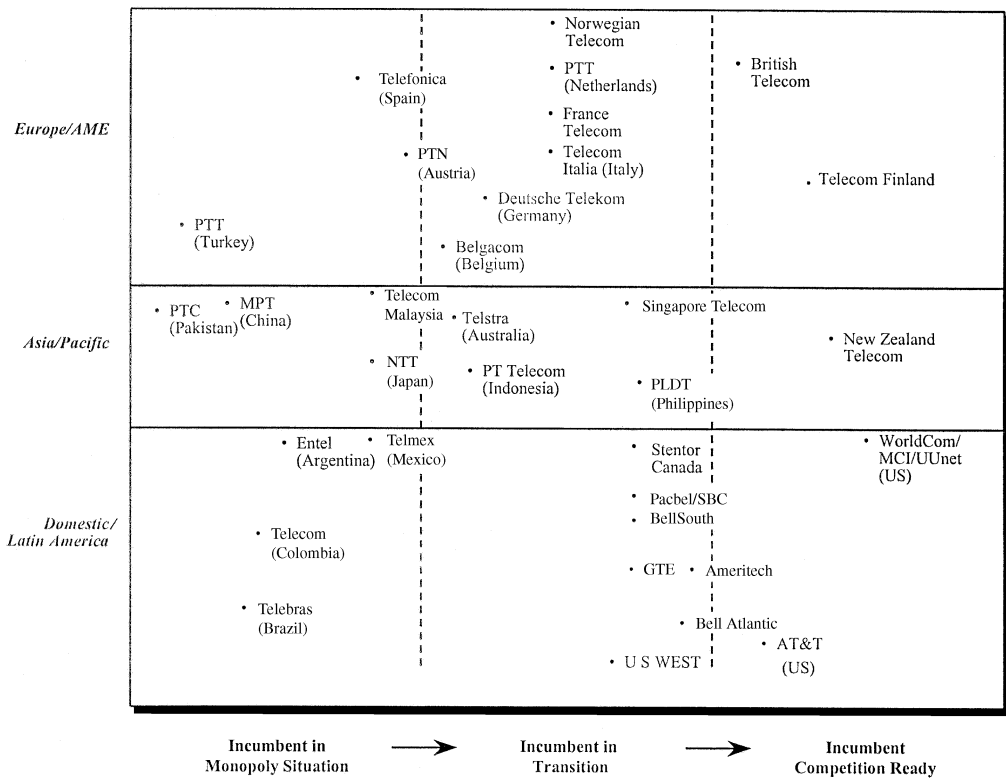 Europe/AME
Norwegian
Telecom
PTT
(Netherlands)
British
Telecom
Telefonica
(Spain)
France
Telecom
PTN
(Austria)
Telecom
Italia (Italy)
Telecom Finland
Deutsche Telekom
(Germany)
PTT
(Turkey)
Belgacom
(Belgium)
Asia/Pacific
PTC
(Pakistan)
MPT
(China)
Telecom
Malaysia
Telstra
(Australia)
Singapore Telecom
New Zealand
Telecom
NTT
(Japan)
PT Telecom
(Indonesia)
PLDT
(Philippines)
Domestic/
Latin America
Entel
(Argentina)
Telmex
(Mexico)
Stentor
Canada
WorldCom/
MCI/UUnet
(US)
Pacbel/SBC
BellSouth
Telecom
(Colombia)
GTE
Ameritech
Telebras
(Brazil)
Bell Atlantic
AT&T
(US)
U S WEST
Incumbent in
Monopoly Situation
Incumbent in
Transition
Incumbent
Competition Ready